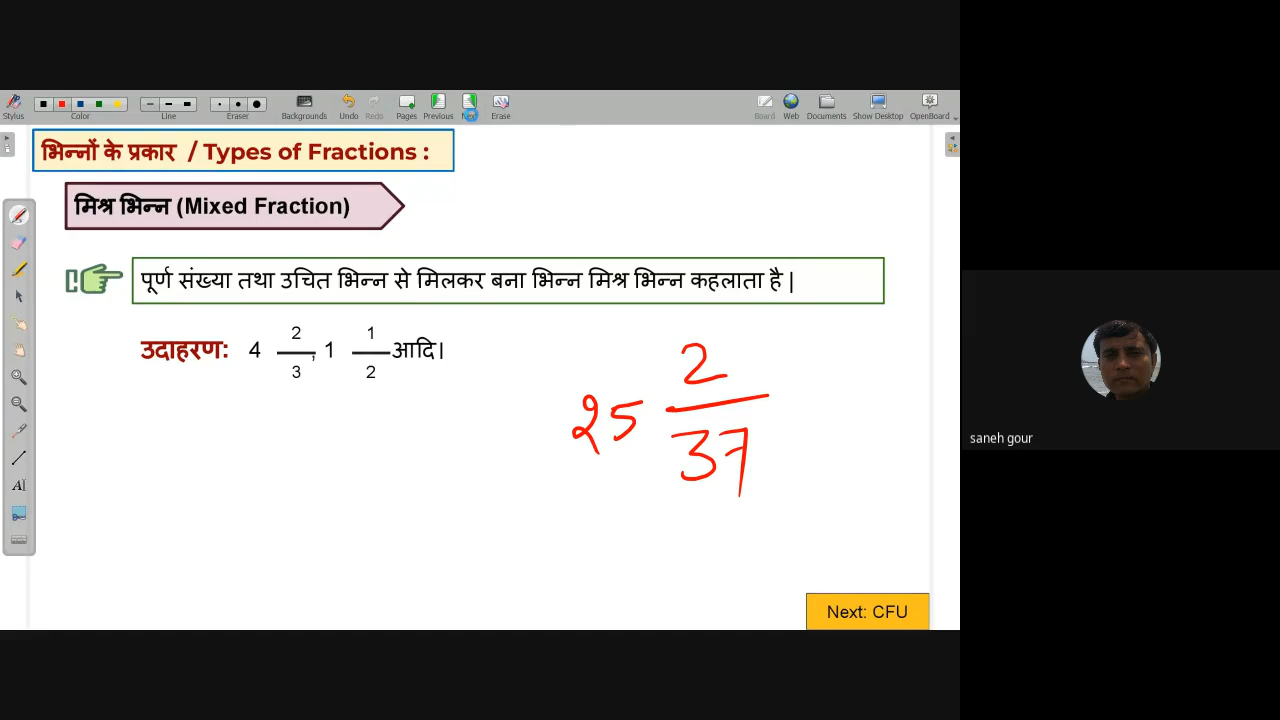 Stylus
Color
Line
Eraser
Backgrounds
Undo
Redo
Pages
Previous
Next
Erase
Board
Web
Documents
Show Desktop
OpenBoard
भिन्नों के प्रकार / Types of Fractions :
मिश्र भिन्न (Mixed Fraction)
पूर्ण संख्या तथा उचित भिन्न से मिलकर बना भिन्न मिश्र भिन्न कहलाता है |
उदाहरण: 4 2/3, 1 1/2 आदि।
25 2/37
saneh gour
Next: CFU